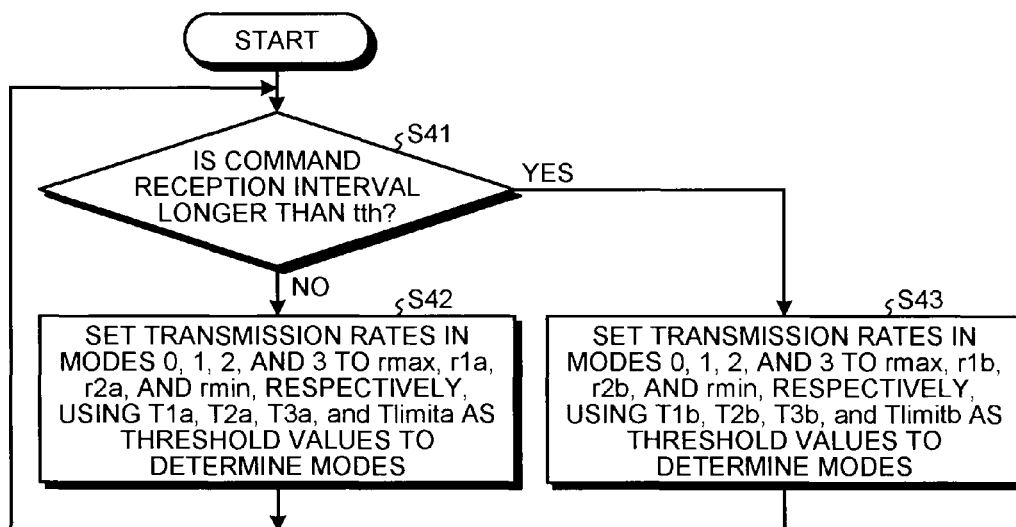 START
S41
IS COMMAND
RECEPTION INTERVAL
LONGER THAN tth?
YES
NO
S42
SET TRANSMISSION RATES IN
MODES 0, 1, 2, AND 3 TO rmax, r1a,
r2a, AND rmin, RESPECTIVELY,
USING T1a, T2a, T3a, and Tlimita AS
THRESHOLD VALUES TO
DETERMINE MODES
S43
SET TRANSMISSION RATES IN
MODES 0, 1, 2, AND 3 TO rmax, r1b,
r2b, AND rmin, RESPECTIVELY,
USING T1b, T2b, T3b, and Tlimitb AS
THRESHOLD VALUES TO
DETERMINE MODES